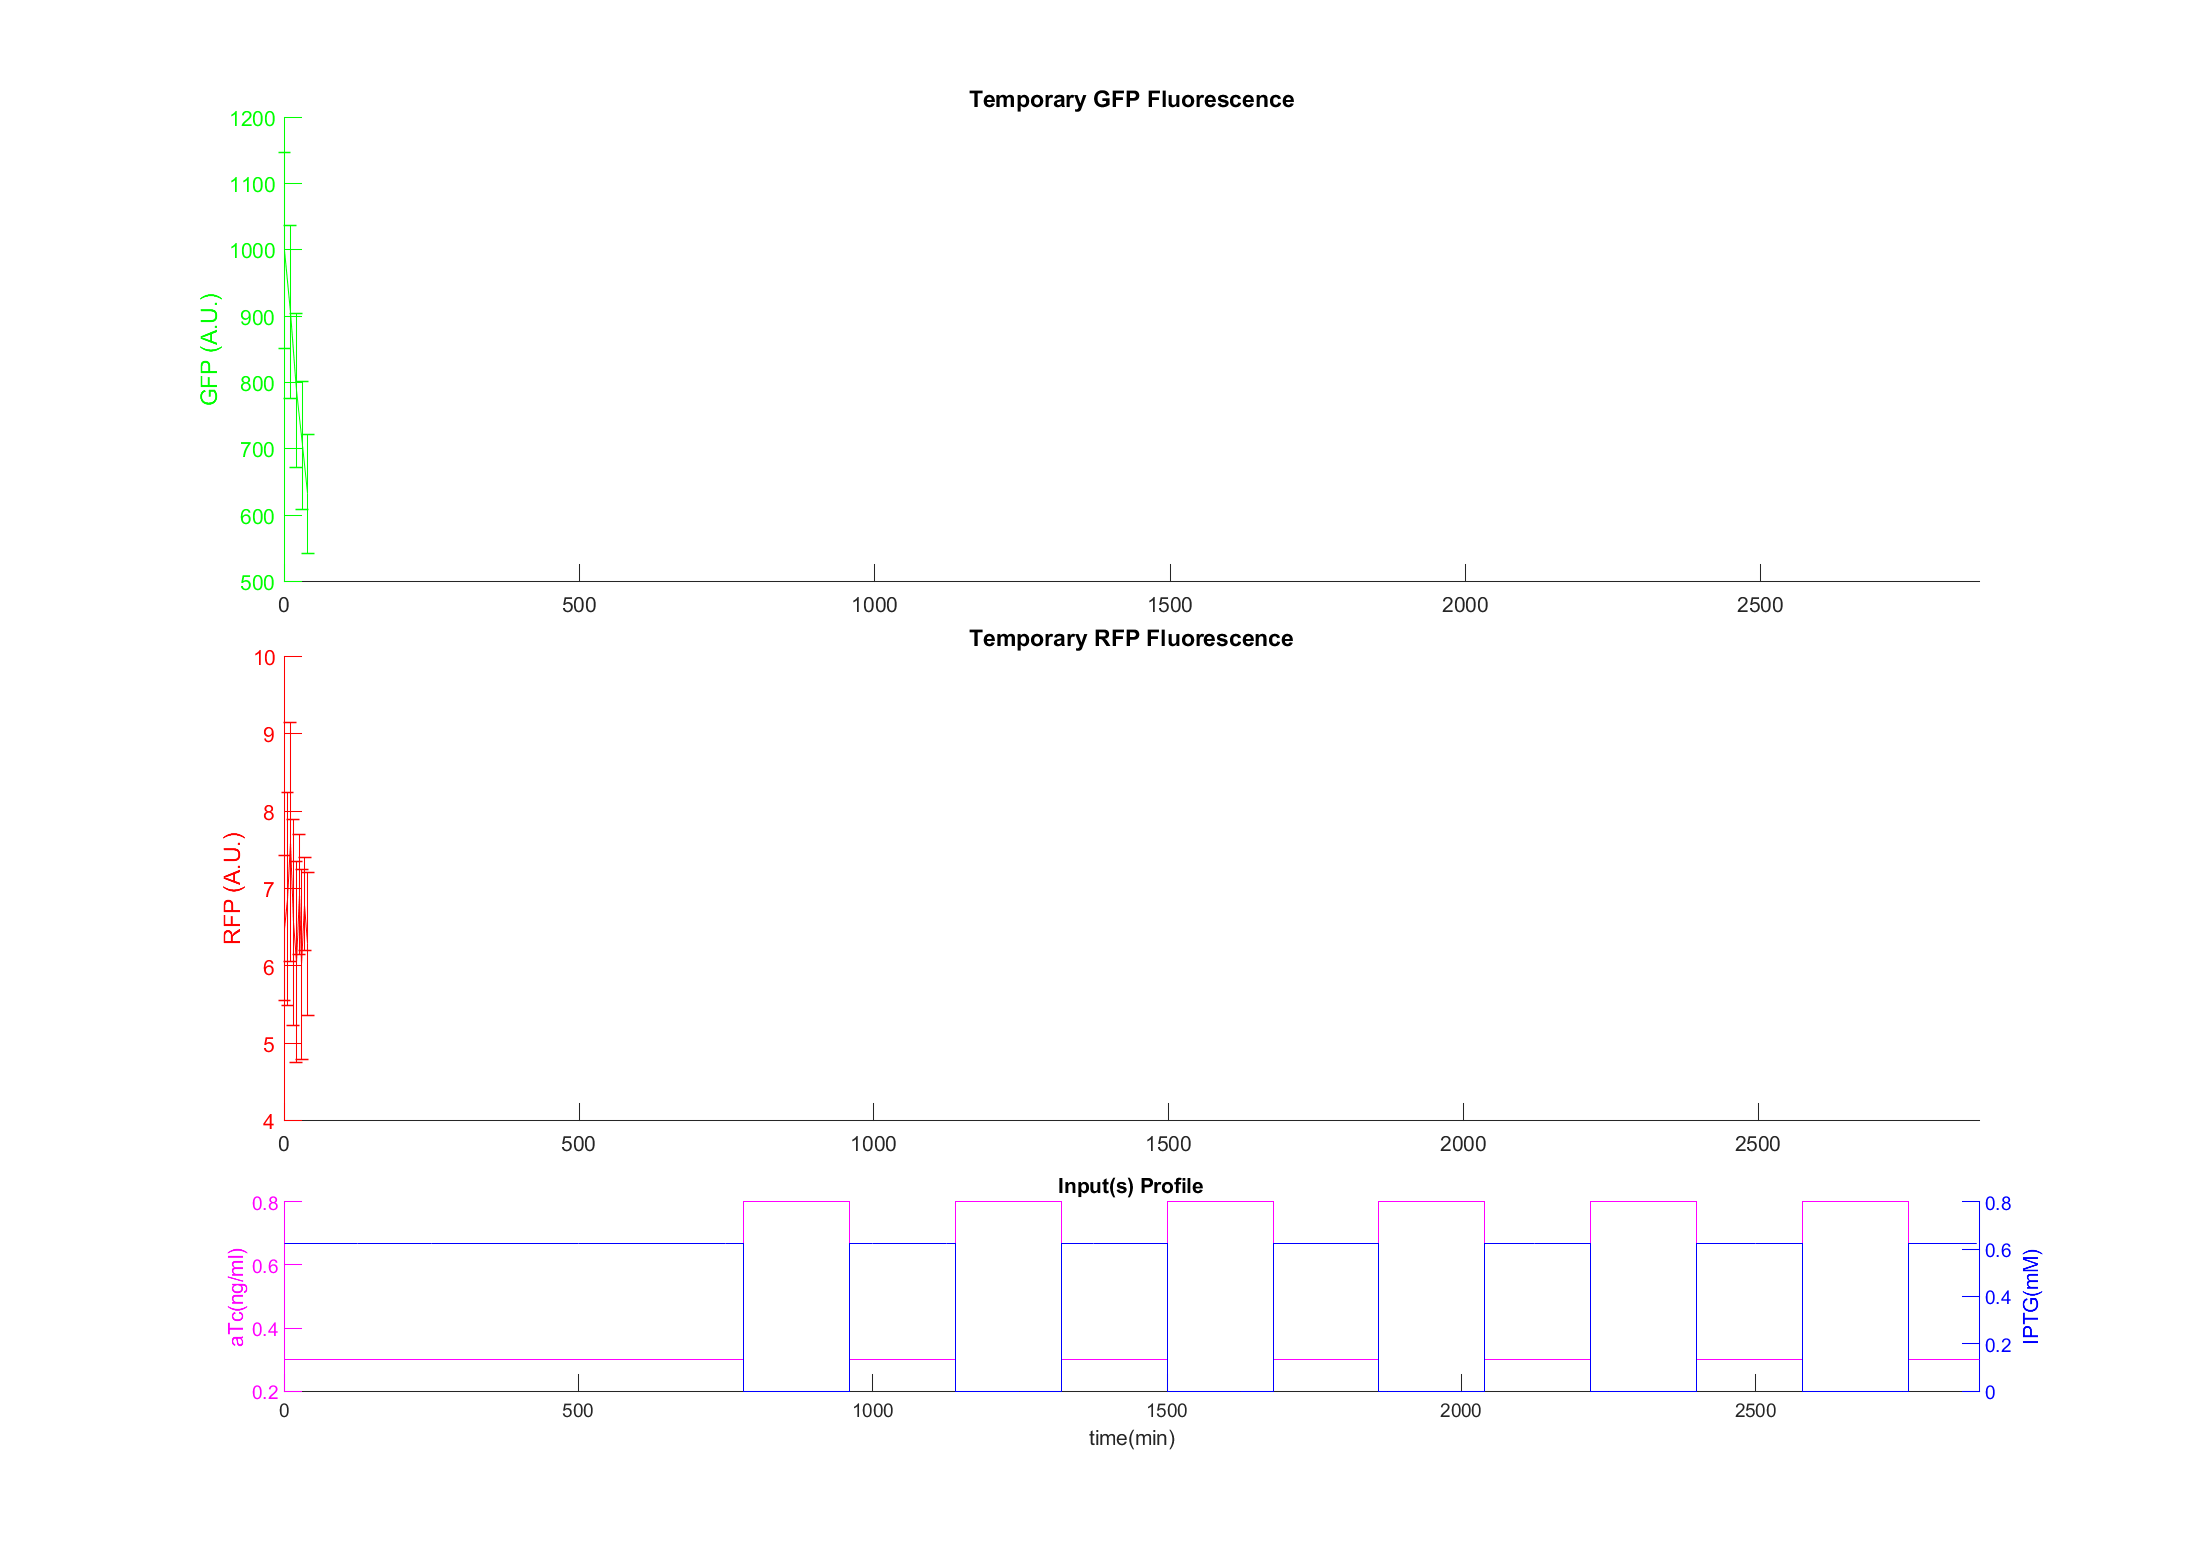 Temporary GFP Fluorescence
1200
1100
1000
900
800
700
600
500
GFP (A.U.)
0 500 1000 1500 2000 2500
Temporary RFP Fluorescence
10
9
8
7
6
5
4
RFP (A.U.)
0 500 1000 1500 2000 2500
Input(s) Profile
0.8
0.6
0.4
0.2
aTc(ng/ml)
0.8
0.6
0.4
0.2
0
IPTG(mM)
0 500 1000 1500 2000 2500
time(min)